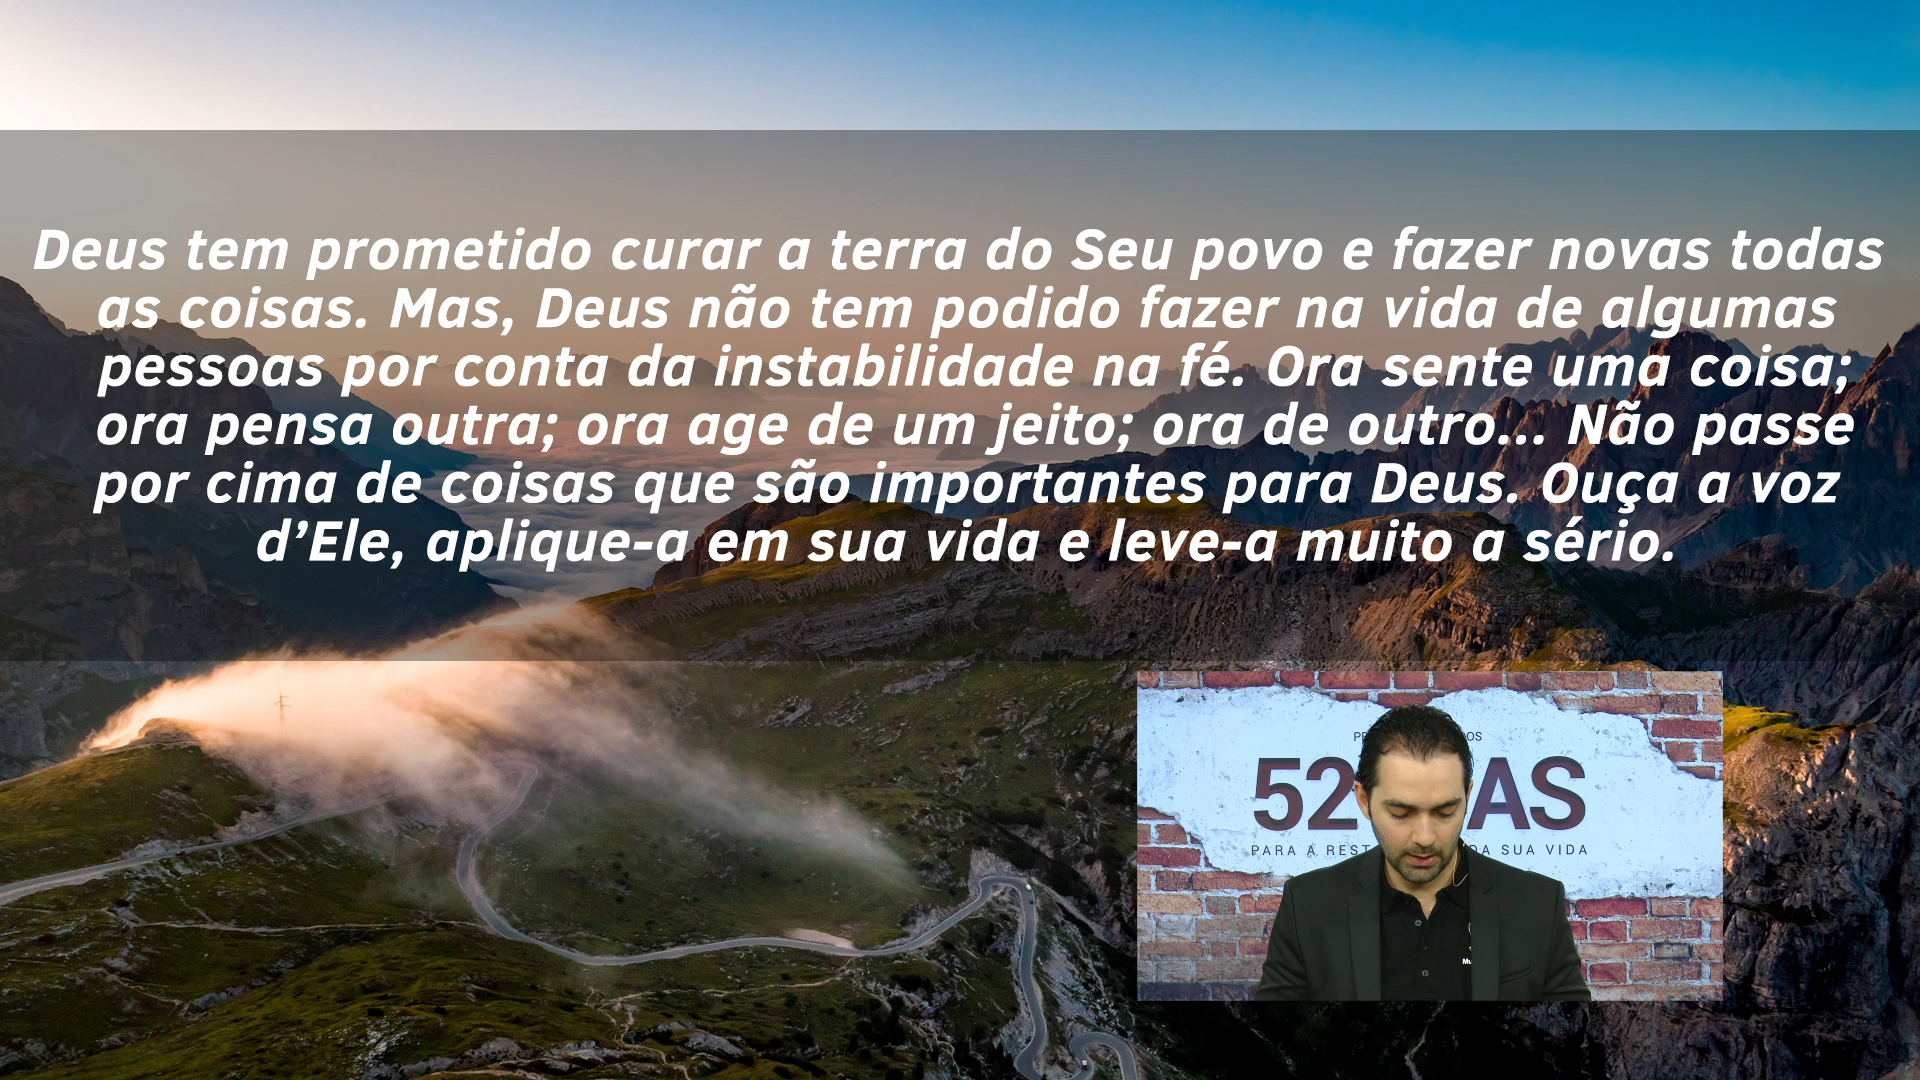 Deus tem prometido curar a terra do Seu povo e fazer novas todas
as coisas. Mas, Deus não tem podido fazer na vida de algumas
pessoas por conta da instabilidade na fé. Ora sente uma coisa;
ora pensa outra; ora age de um jeito; ora de outro... Não passe
por cima de coisas que são importantes para Deus. Ouça a voz
d’Ele, aplique-a em sua vida e leve-a muito a sério.
52 AS
PARA A DA SUA VIDA